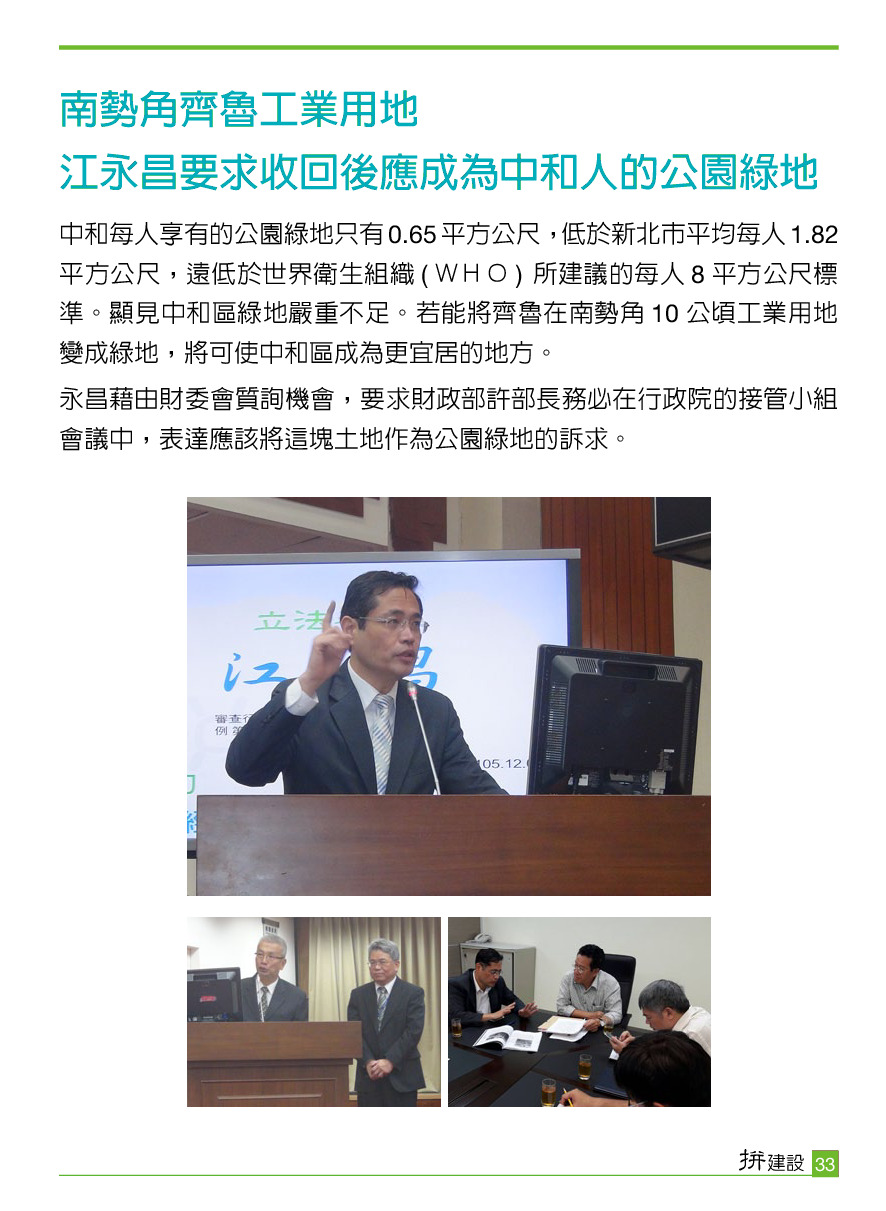 南勢角齊魯工業用地
江永昌要求收回後應成為中和人的公園綠地
中和每人享有的公園綠地只有0.65平方公尺，低於新北市平均每人1.82
平方公尺，遠低於世界衛生組織 ( ＷＨＯ ) 所建議的每人 8 平方公尺標
準。顯見中和區綠地嚴重不足。若能將齊魯在南勢角 10 公頃工業用地
變成綠地，將可使中和區成為更宜居的地方。
永昌藉由財委會質詢機會，要求財政部許部長務必在行政院的接管小組
會議中，表達應該將這塊土地作為公園綠地的訴求。
立法
江
審查
例
105.12.
拚建設 33